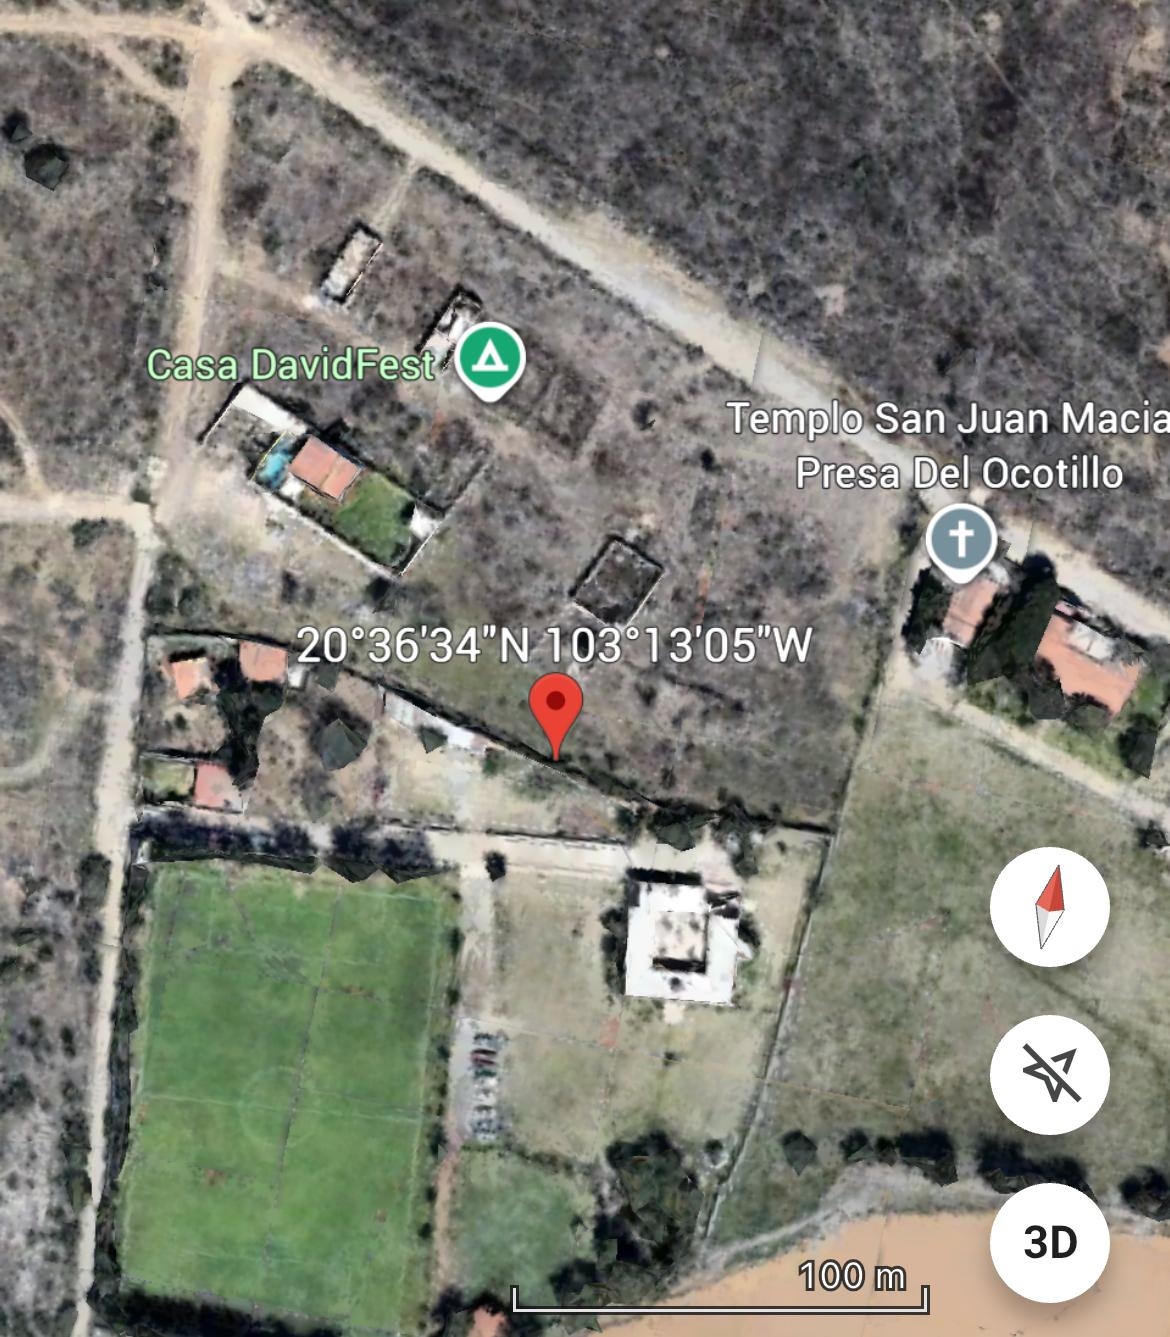 Casa DavidFest
Templo San Juan Macia
Presa Del Ocotillo
20°36'34"N 103°13'05"W
3D
100 m